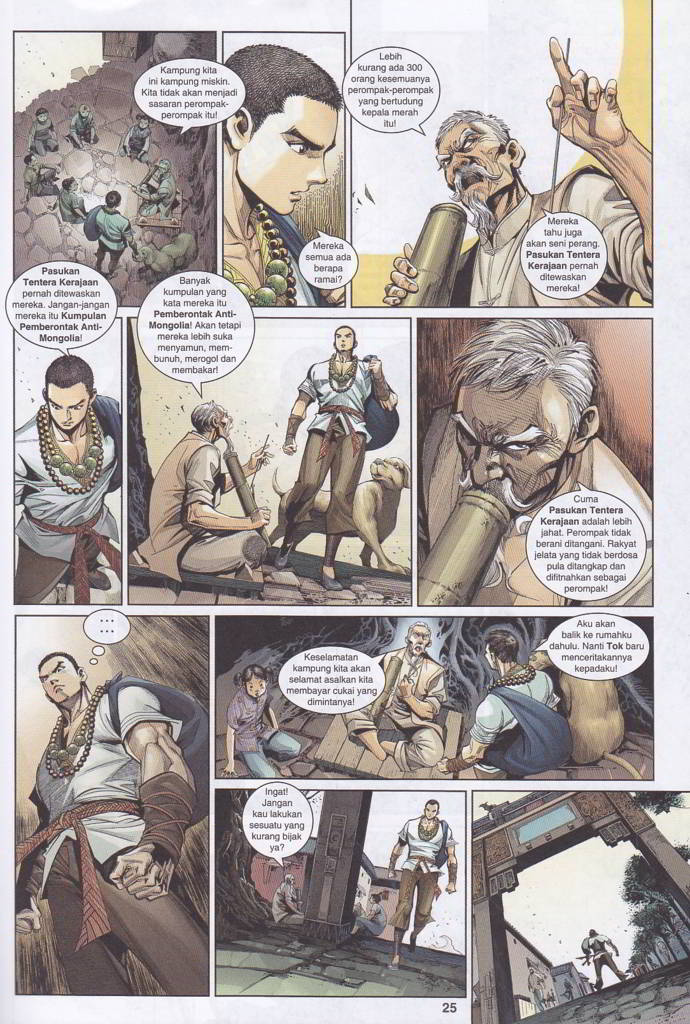 Kampung kita
ini kampung miskin.
Kita tidak akan menjadi
sasaran perompak-
perompak itu!
Mereka
semua ada
berapa
ramai?
Lebih
kurang ada 300
orang kesemuanya
perompak-perompak
yang bertudung
kepala merah
itu!
Mereka
tahu juga
akan seni perang.
Pasukan Tentera
Kerajaan pernah
ditewaskan
mereka!
Pasukan
Tentera Kerajaan
pernah ditewaskan
mereka. Jangan-jangan
mereka itu Kumpulan
Pemberontak Anti-
Mongolia!
Banyak
kumpulan yang
kata mereka itu
Pemberontak Anti-
Mongolia! Akan tetapi
mereka lebih suka
menyamun, mem-
bunuh, merogol dan
membakar!
Cuma
Pasukan Tentera
Kerajaan adalah lebih
jahat. Perompak tidak
berani ditangani. Rakyat
jelata yang tidak berdosa
pula ditangkap dan
difitnahkan sebagai
perompak!
...
...
Keselamatan
kampung kita akan
selamat asalkan kita
membayar cukai yang
dimintanya!
Aku akan
balik ke rumahku
dahulu. Nanti Tok baru
menceritakannya
kepadaku!
Ingat!
Jangan
kau lakukan
sesuatu yang
kurang bijak
ya?
25